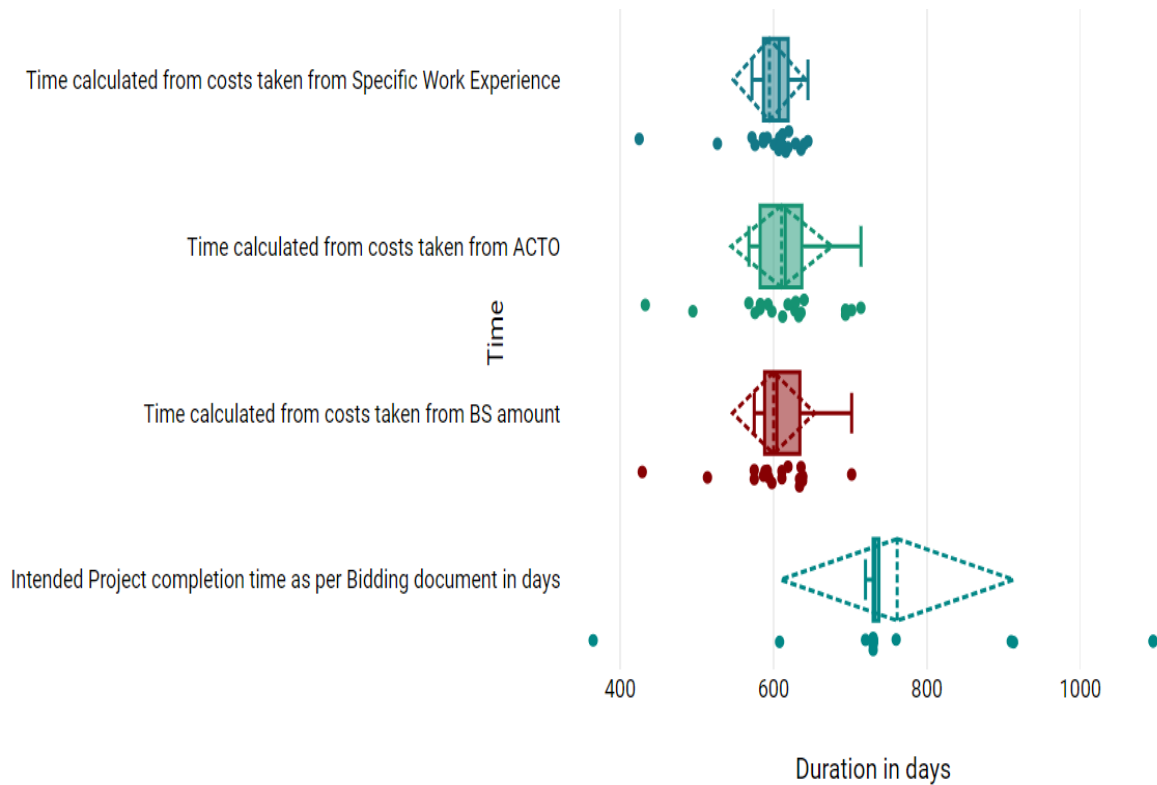 Time calculated from costs taken from Specific Work Experience
Time calculated from costs taken from ACTO
Time
Time calculated from costs taken from BS amount
Intended Project completion time as per Bidding document in days
400 600 800 1000
Duration in days